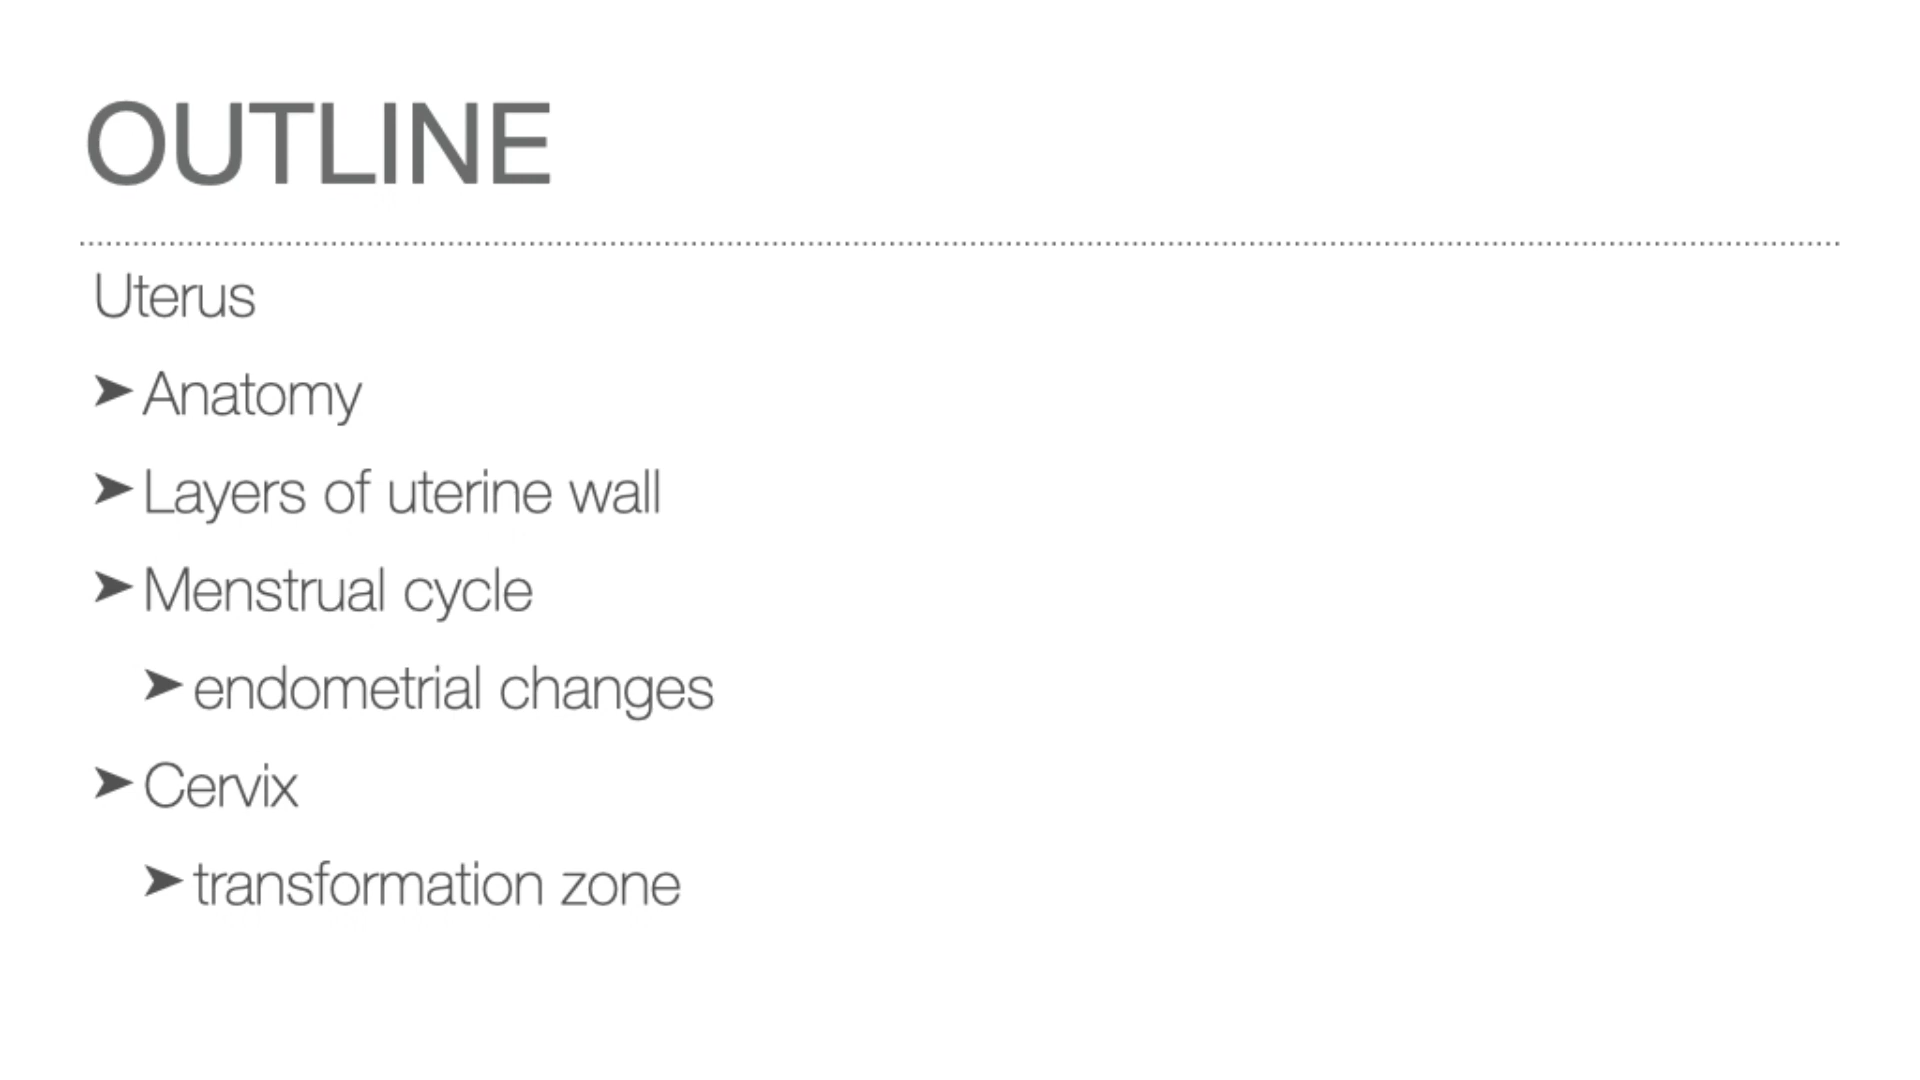 OUTLINE
Uterus
➤ Anatomy
➤ Layers of uterine wall
➤ Menstrual cycle
➤ endometrial changes
➤ Cervix
➤ transformation zone